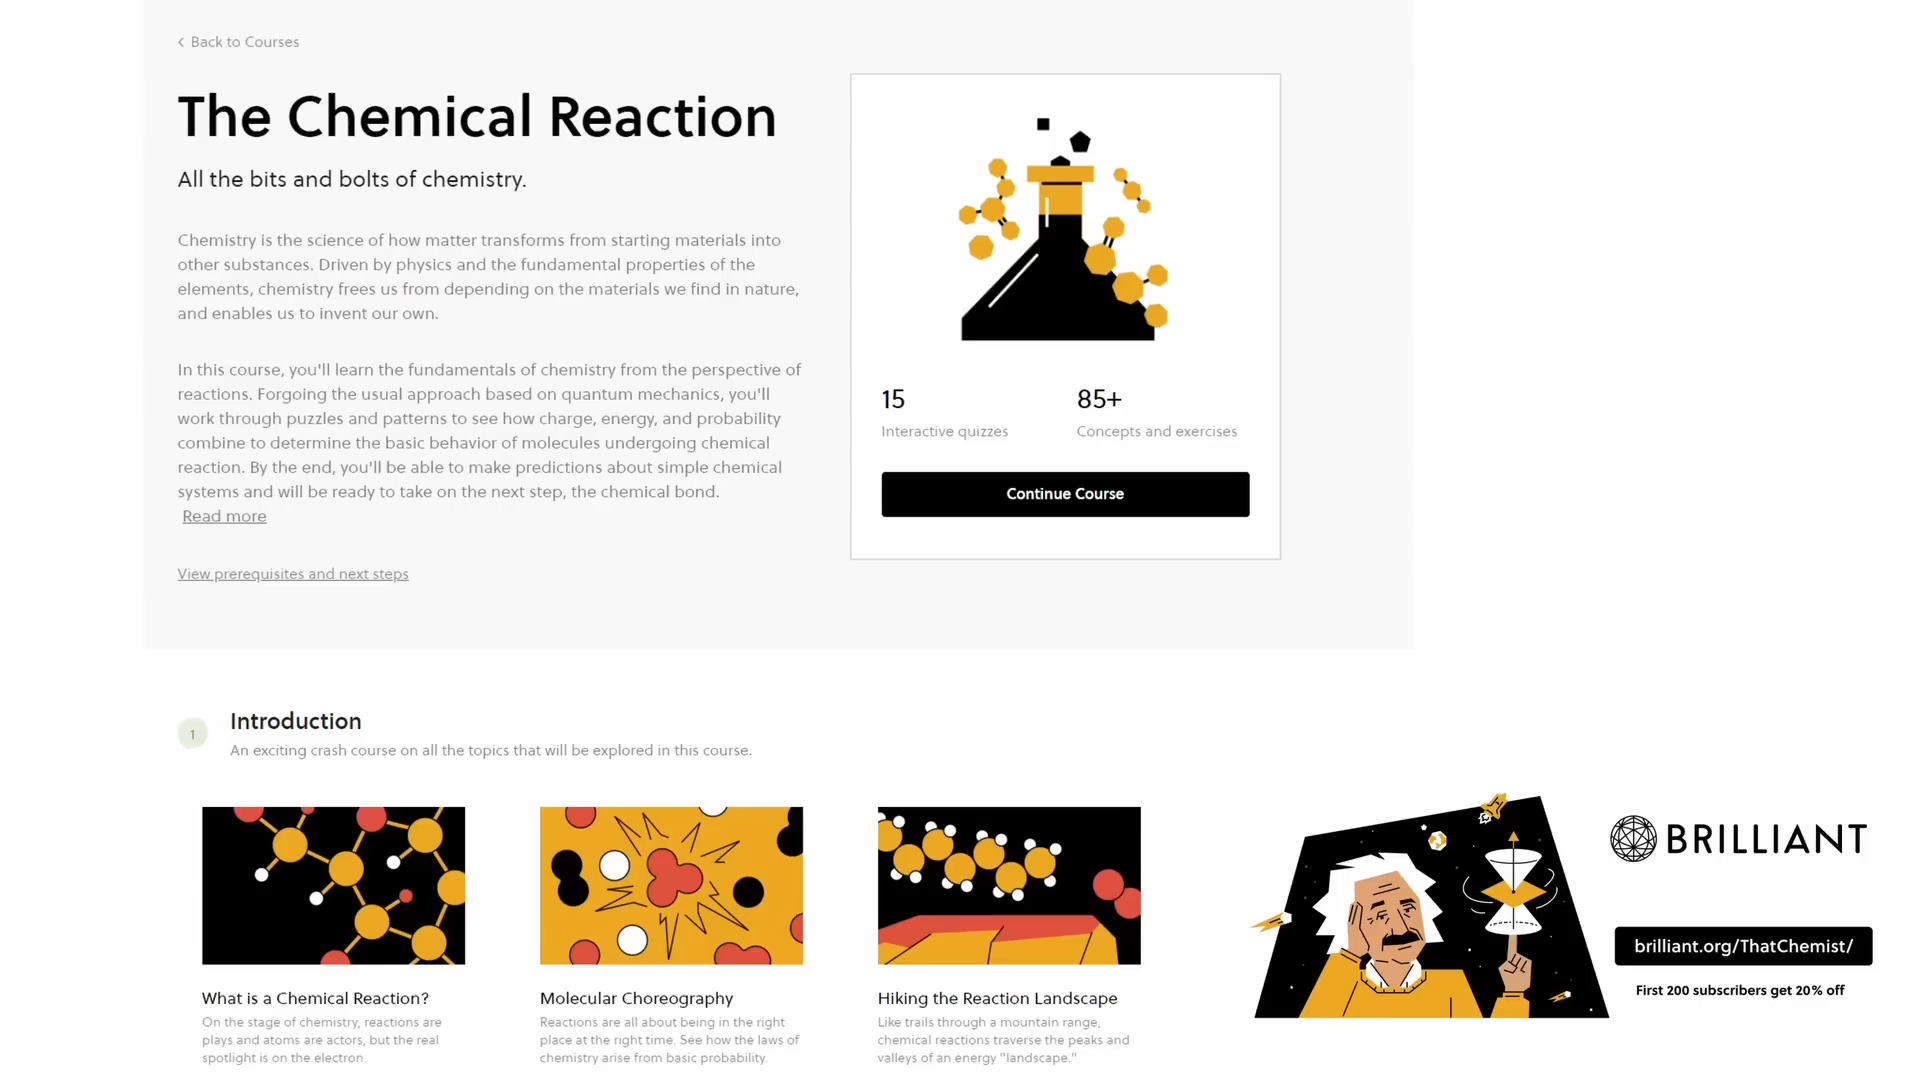 Back to Courses
The Chemical Reaction
All the bits and bolts of chemistry.
Chemistry is the science of how matter transforms from starting materials into
other substances. Driven by physics and the fundamental properties of the
elements, chemistry frees us from depending on the materials we find in nature,
and enables us to invent our own.
In this course, you'll learn the fundamentals of chemistry from the perspective of
reactions. Forgoing the usual approach based on quantum mechanics, you'll
work through puzzles and patterns to see how charge, energy, and probability
combine to determine the basic behavior of molecules undergoing chemical
reaction. By the end, you'll be able to make predictions about simple chemical
systems and will be ready to take on the next step, the chemical bond.
Read more
View prerequisites and next steps
15
Interactive quizzes
85+
Concepts and exercises
Continue Course
1
Introduction
An exciting crash course on all the topics that will be explored in this course.
What is a Chemical Reaction?
On the stage of chemistry, reactions are
plays and atoms are actors, but the real
spotlight is on the electron.
Molecular Choreography
Reactions are all about being in the right
place at the right time. See how the laws of
chemistry arise from basic probability.
Hiking the Reaction Landscape
Like trails through a mountain range,
chemical reactions traverse the peaks and
valleys of an energy "landscape."
BRILLIANT
brilliant.org/ThatChemist/
First 200 subscribers get 20% off